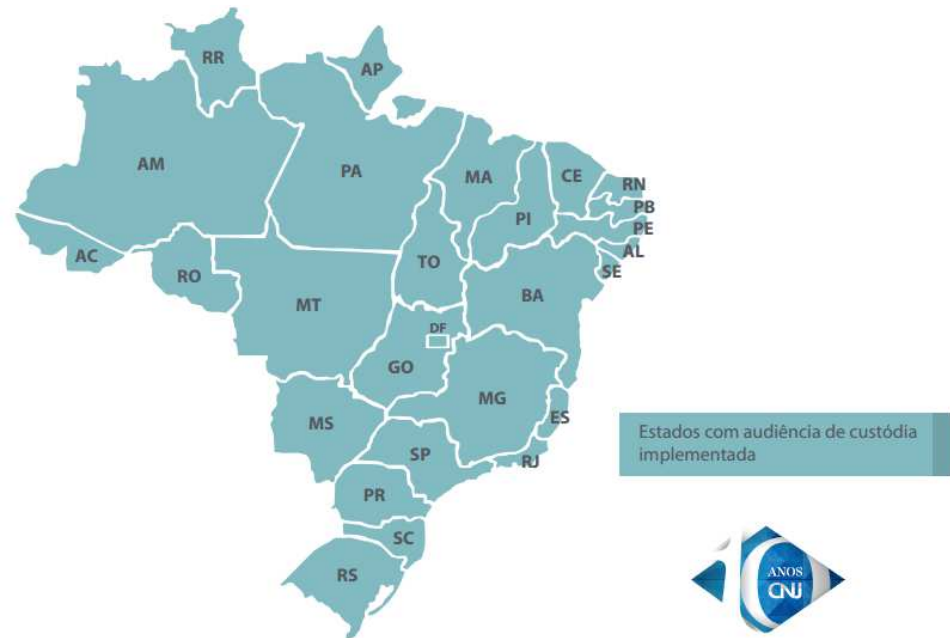 RR
AP
AM
PA
MA
CE
RN
PB
PI
PE
AL
AC
TO
SE
RO
BA
MT
DF
GO
MG
ES
MS
SP
RJ
PR
SC
RS
Estados com audiência de custódia
implementada
10
ANOS
CNJ